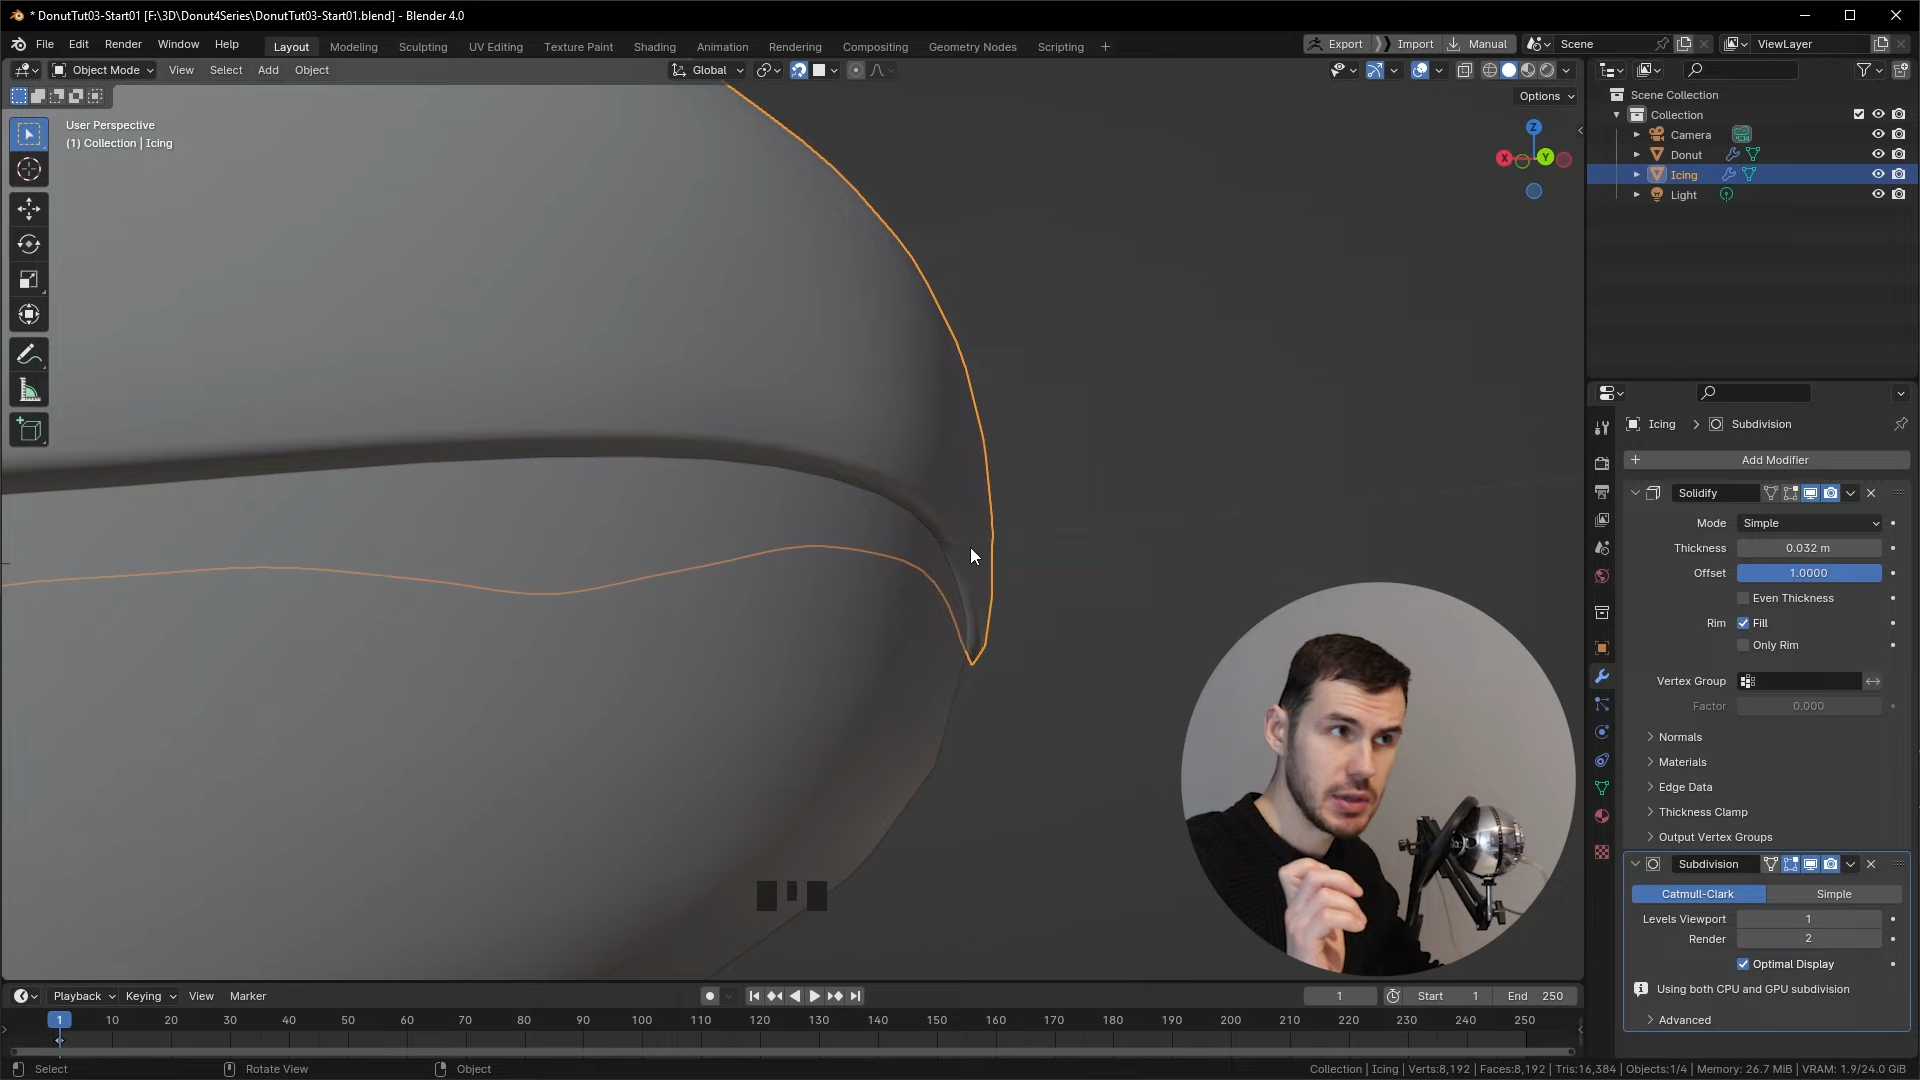 * DonutTut03-Start01 [F:\3D\Donut4Series\DonutTut03-Start01.blend] - Blender 4.0
File Edit Render Window Help Layout Modeling Sculpting UV Editing Texture Paint Shading Animation Rendering Compositing Geometry Nodes Scripting + Export Import Manual Scene ViewLayer
Object Mode View Select Add Object Global
Options
User Perspective
(1) Collection | Icing
Z
X Y
Scene Collection
Collection
Camera
Donut
Icing
Light
Icing > Subdivision
+ Add Modifier
Solidify
Mode Simple
Thickness 0.032 m
Offset 1.0000
Even Thickness
Rim Fill
Only Rim
Vertex Group
Factor 0.000
Normals
Materials
Edge Data
Thickness Clamp
Output Vertex Groups
Subdivision
Catmull-Clark Simple
Levels Viewport 1
Render 2
Optimal Display
Using both CPU and GPU subdivision
Advanced
Playback Keying View Marker 1 Start 1 End 250
1 10 20 30 40 50 60 70 80 90 100 110 120 130 140 150 160 170 180 190 200 210 220 230 240 250
Select Rotate View Object Collection | Icing | Verts:8,192 | Faces:8,192 | Tris:16,384 | Objects:1/4 | Memory: 26.7 MiB | VRAM: 1.9/24.0 GiB